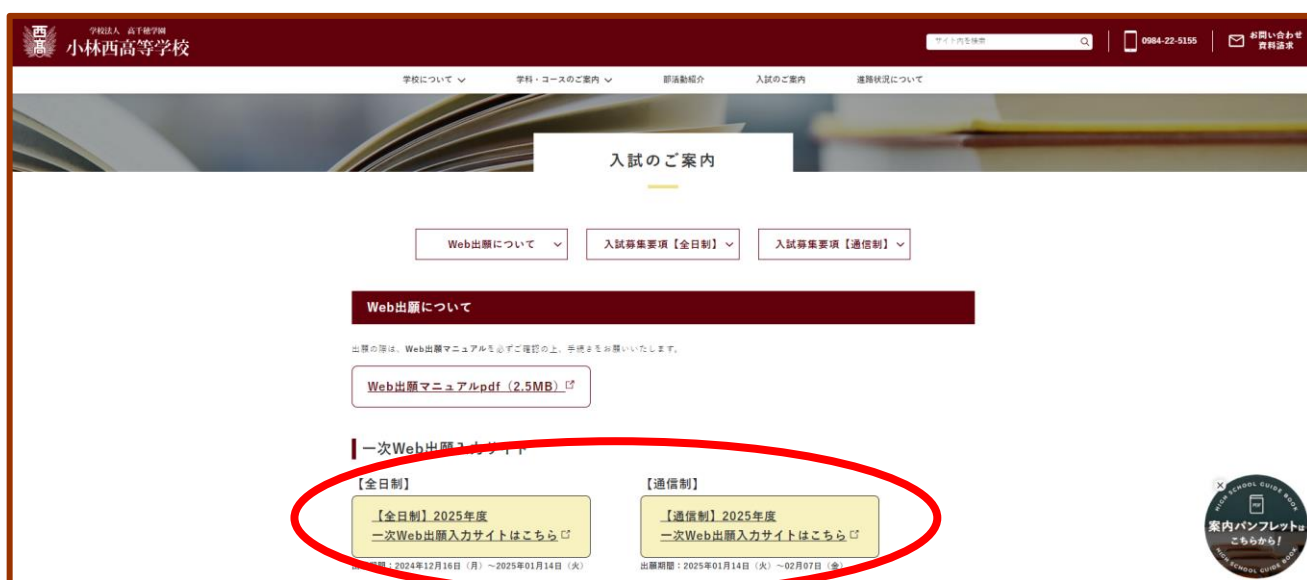 西髙
学校法人 高千穂学園
小林西高等学校
サイト内を検索
0984-22-5155
お問い合わせ
資料請求
学校について
学科・コースのご案内
部活動紹介
入試のご案内
進路状況について
入試のご案内
Web出願について
入試募集要項【全日制】
入試募集要項【通信制】
Web出願について
出願の際は、Web出願マニュアルを必ずご確認の上、手続きをお願いいたします。
Web出願マニュアルpdf（2.5MB）
一次Web出願入力サイト
【全日制】
【通信制】
【全日制】2025年度
一次Web出願入力サイトはこちら
【通信制】2025年度
一次Web出願入力サイトはこちら
出願期間：2024年12月16日（月）～2025年01月14日（火）
出願期間：2025年01月14日（火）～02月07日（金）
HIGH SCHOOL GUIDE BOOK
PDF
案内パンフレットは
こちらから!
HIGH SCHOOL GUIDE BOOK